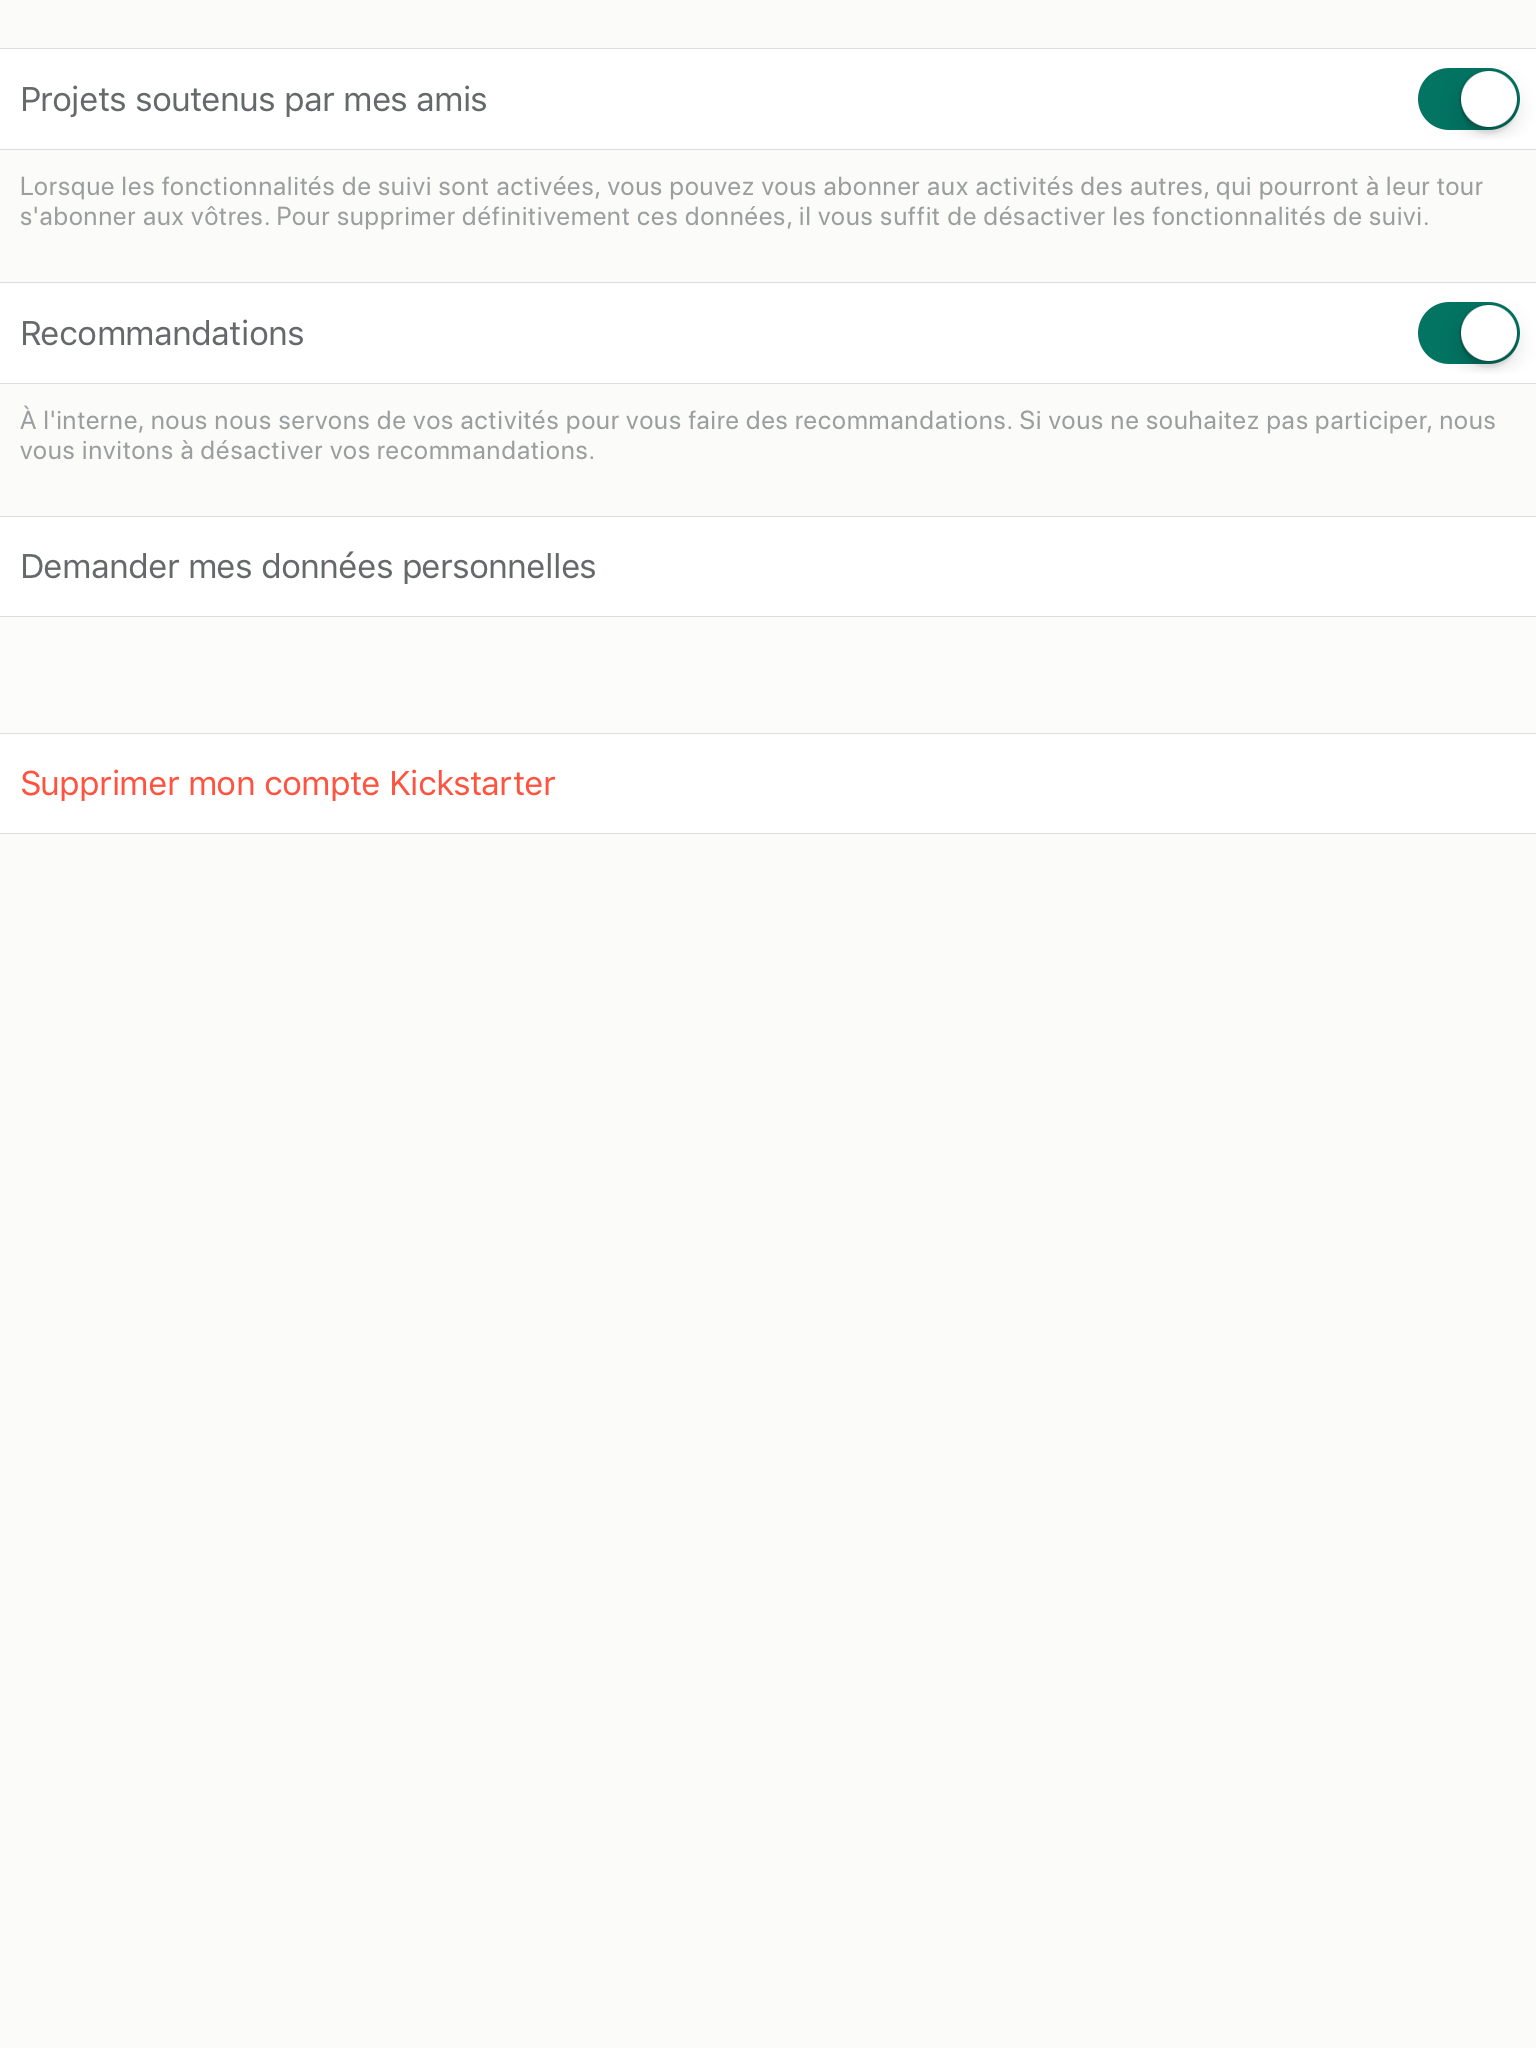 Projets soutenus par mes amis
Lorsque les fonctionnalités de suivi sont activées, vous pouvez vous abonner aux activités des autres, qui pourront à leur tour
s'abonner aux vôtres. Pour supprimer définitivement ces données, il vous suffit de désactiver les fonctionnalités de suivi.
Recommandations
À l'interne, nous nous servons de vos activités pour vous faire des recommandations. Si vous ne souhaitez pas participer, nous
vous invitons à désactiver vos recommandations.
Demander mes données personnelles
Supprimer mon compte Kickstarter